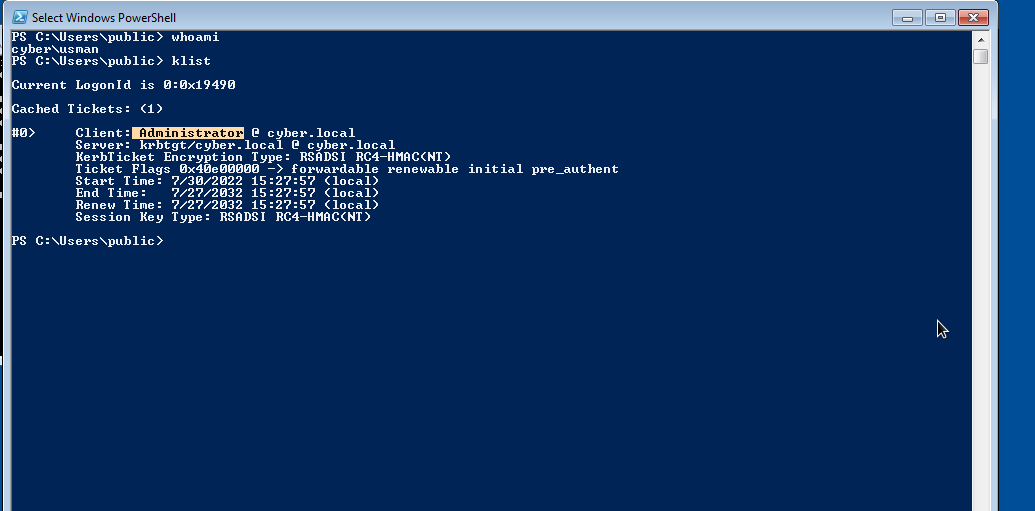 Select Windows PowerShell
PS C:\Users\public> whoami
cyber\usman
PS C:\Users\public> klist
Current LogonId is 0:0x19490
Cached Tickets: (1)
#0> Client: Administrator @ cyber.local
Server: krbtgt/cyber.local @ cyber.local
KerbTicket Encryption Type: RSADSI RC4-HMAC(NT)
Ticket Flags 0x40e00000 -> forwardable renewable initial pre_authent
Start Time: 7/30/2022 15:27:57 (local)
End Time: 7/27/2032 15:27:57 (local)
Renew Time: 7/27/2032 15:27:57 (local)
Session Key Type: RSADSI RC4-HMAC(NT)
PS C:\Users\public>